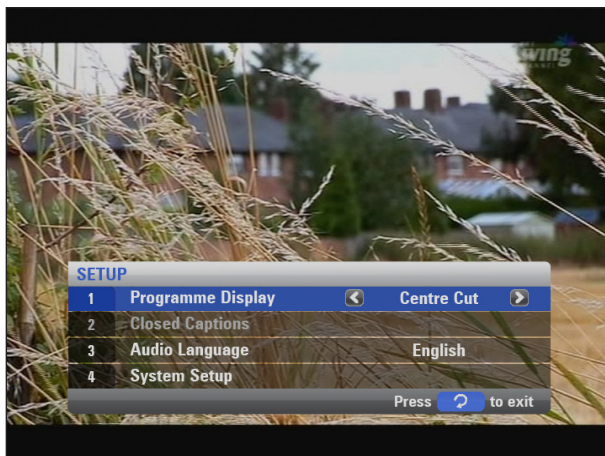 SETUP
1 Programme Display Centre Cut
2 Closed Captions
3 Audio Language English
4 System Setup
Press to exit